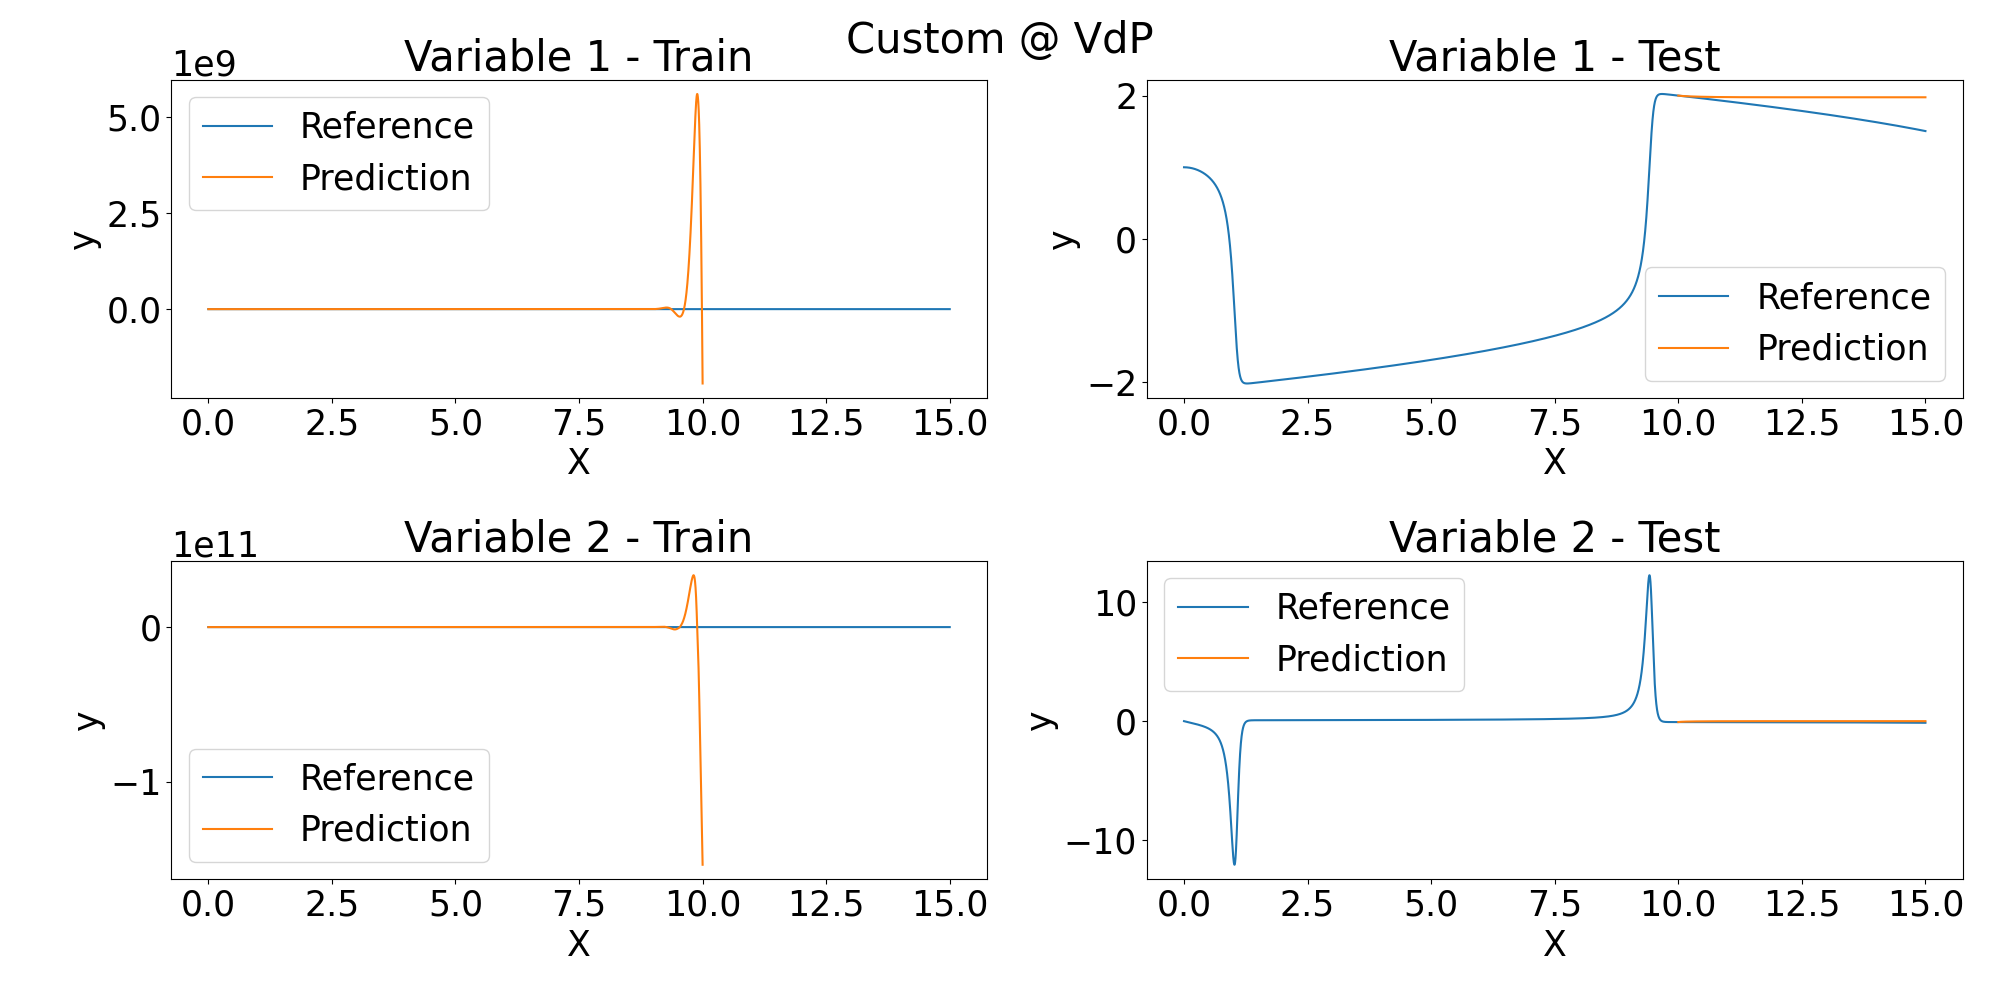 Custom @ VdP
Variable 1 - Train
1e9
5.0
2.5
0.0
y
Reference
Prediction
0.0 2.5 5.0 7.5 10.0 12.5 15.0
X
Variable 1 - Test
2
0
−2
y
Reference
Prediction
0.0 2.5 5.0 7.5 10.0 12.5 15.0
X
Variable 2 - Train
1e11
0
−1
y
Reference
Prediction
0.0 2.5 5.0 7.5 10.0 12.5 15.0
X
Variable 2 - Test
10
0
−10
y
Reference
Prediction
0.0 2.5 5.0 7.5 10.0 12.5 15.0
X